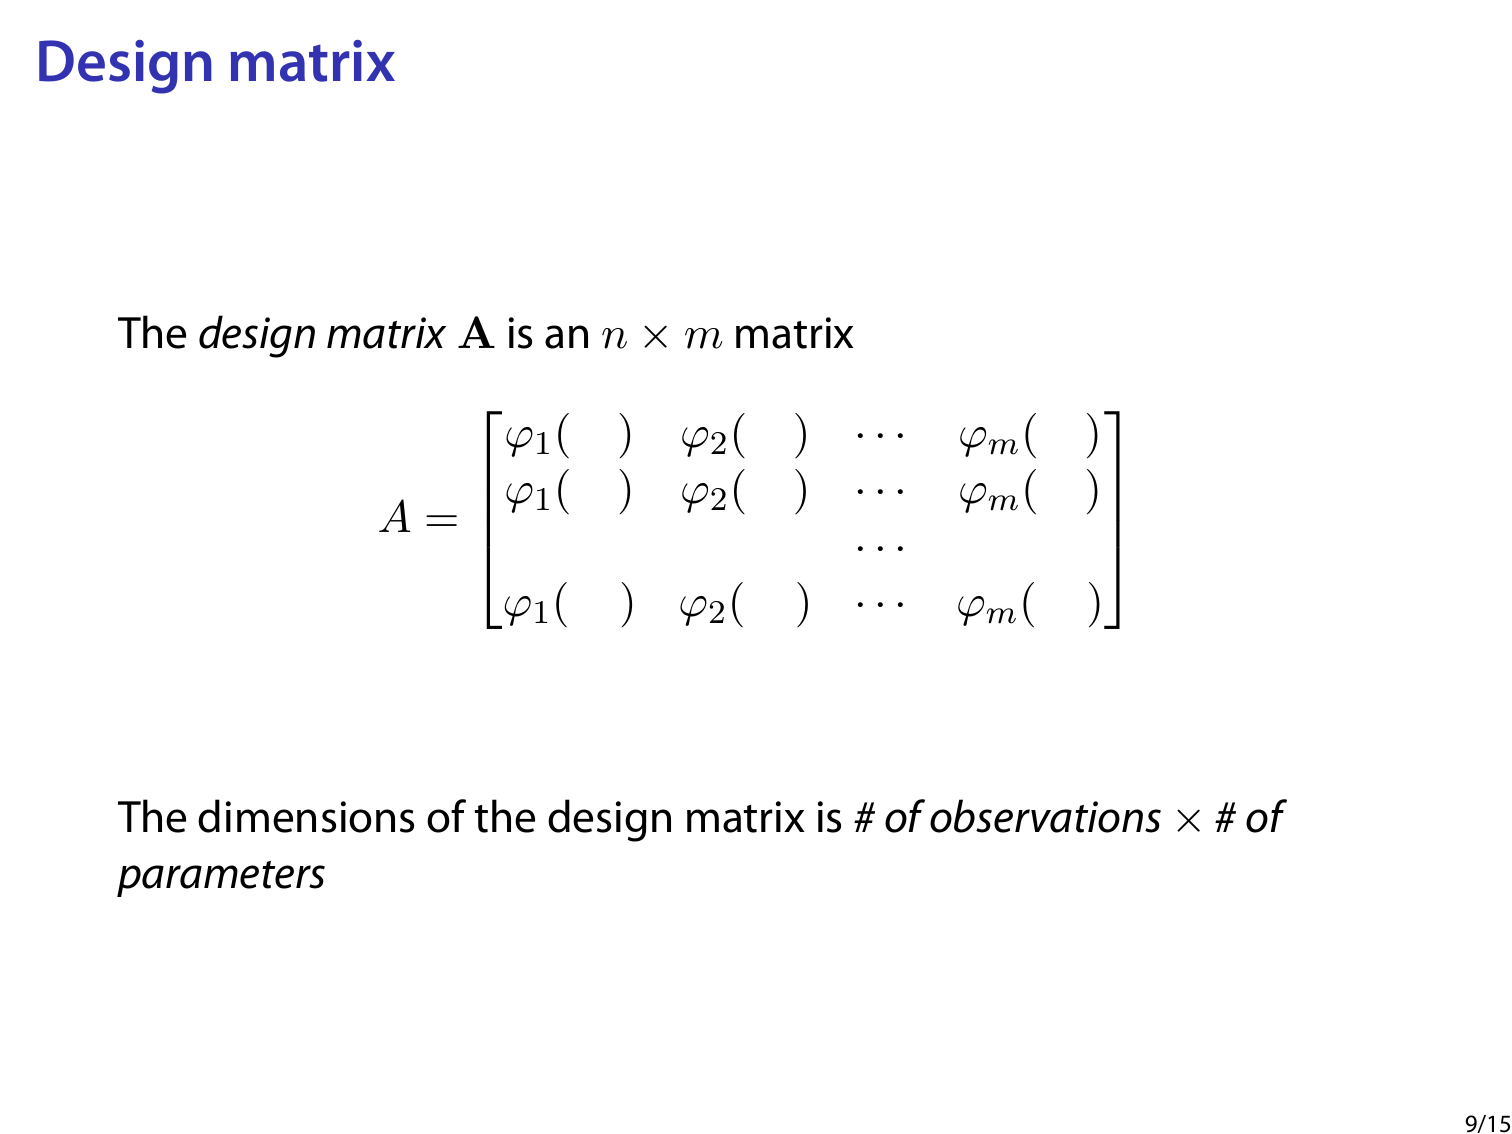 Design matrix
The design matrix A is an n × m matrix
A = [ φ₁(   )   φ₂(   )   ···   φₘ(   )
φ₁(   )   φ₂(   )   ···   φₘ(   )
···
φ₁(   )   φ₂(   )   ···   φₘ(   ) ]
The dimensions of the design matrix is # of observations × # of
parameters
9/15